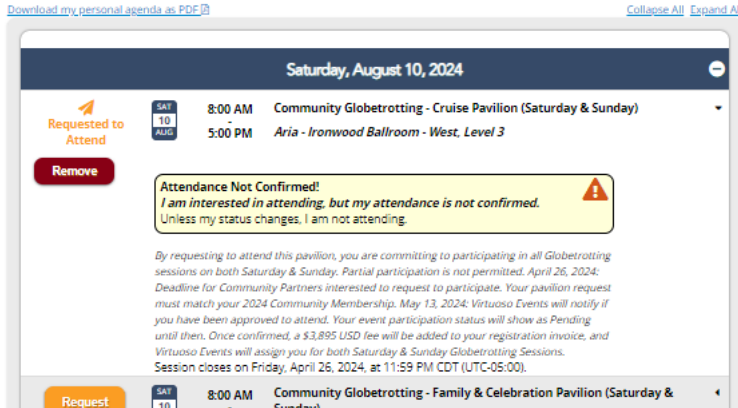 Download my personal agenda as PDF
Collapse All Expand A
Saturday, August 10, 2024
Requested to
Attend
Remove
SAT
10
AUG
8:00 AM
-
5:00 PM
Community Globetrotting - Cruise Pavilion (Saturday & Sunday)
Aria - Ironwood Ballroom - West, Level 3
Attendance Not Confirmed!
I am interested in attending, but my attendance is not confirmed.
Unless my status changes, I am not attending.
By requesting to attend this pavilion, you are committing to participating in all Globetrotting
sessions on both Saturday & Sunday. Partial participation is not permitted. April 26, 2024:
Deadline for Community Partners interested to request to participate. Your pavilion request
must match your 2024 Community Membership. May 13, 2024: Virtuoso Events will notify if
you have been approved to attend. Your event participation status will show as Pending
until then. Once confirmed, a $3,895 USD fee will be added to your registration invoice, and
Virtuoso Events will assign you for both Saturday & Sunday Globetrotting Sessions.
Session closes on Friday, April 26, 2024, at 11:59 PM CDT (UTC-05:00).
Request
SAT
10
8:00 AM
Community Globetrotting - Family & Celebration Pavilion (Saturday &
Sunday)